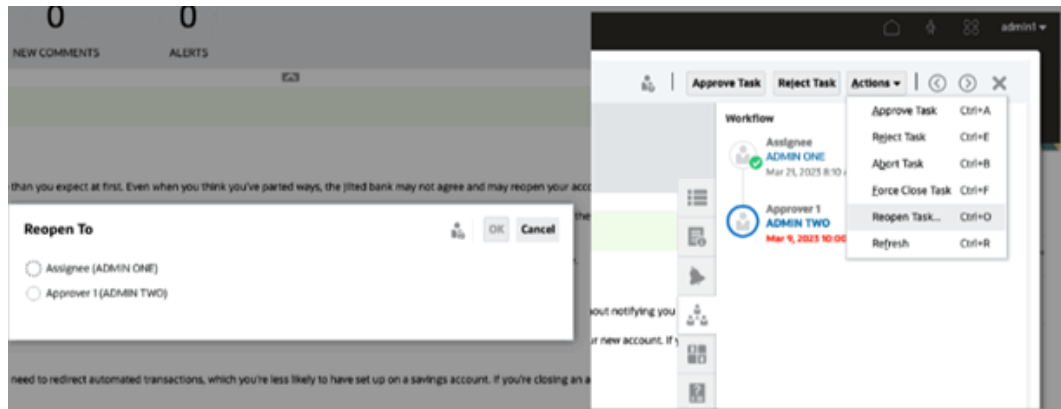 0
0
NEW COMMENTS
ALERTS
than you expect at first. Even when you think you've parted ways, the jilted bank may not agree and may reopen your acco
the
Reopen To
OK
Cancel
Assignee (ADMIN ONE)
Approver 1 (ADMIN TWO)
out notifying you
ur new account. If y
need to redirect automated transactions, which you're less likely to have set up on a savings account. If you're closing an a
admin1
Approve Task
Reject Task
Actions
Workflow
Assignee
ADMIN ONE
Mar 21, 2023 8:10 A
Approver 1
ADMIN TWO
Mar 9, 2023 10:00
Approve Task Ctrl+A
Reject Task Ctrl+E
Abort Task Ctrl+B
Force Close Task Ctrl+F
Reopen Task... Ctrl+O
Refresh Ctrl+R